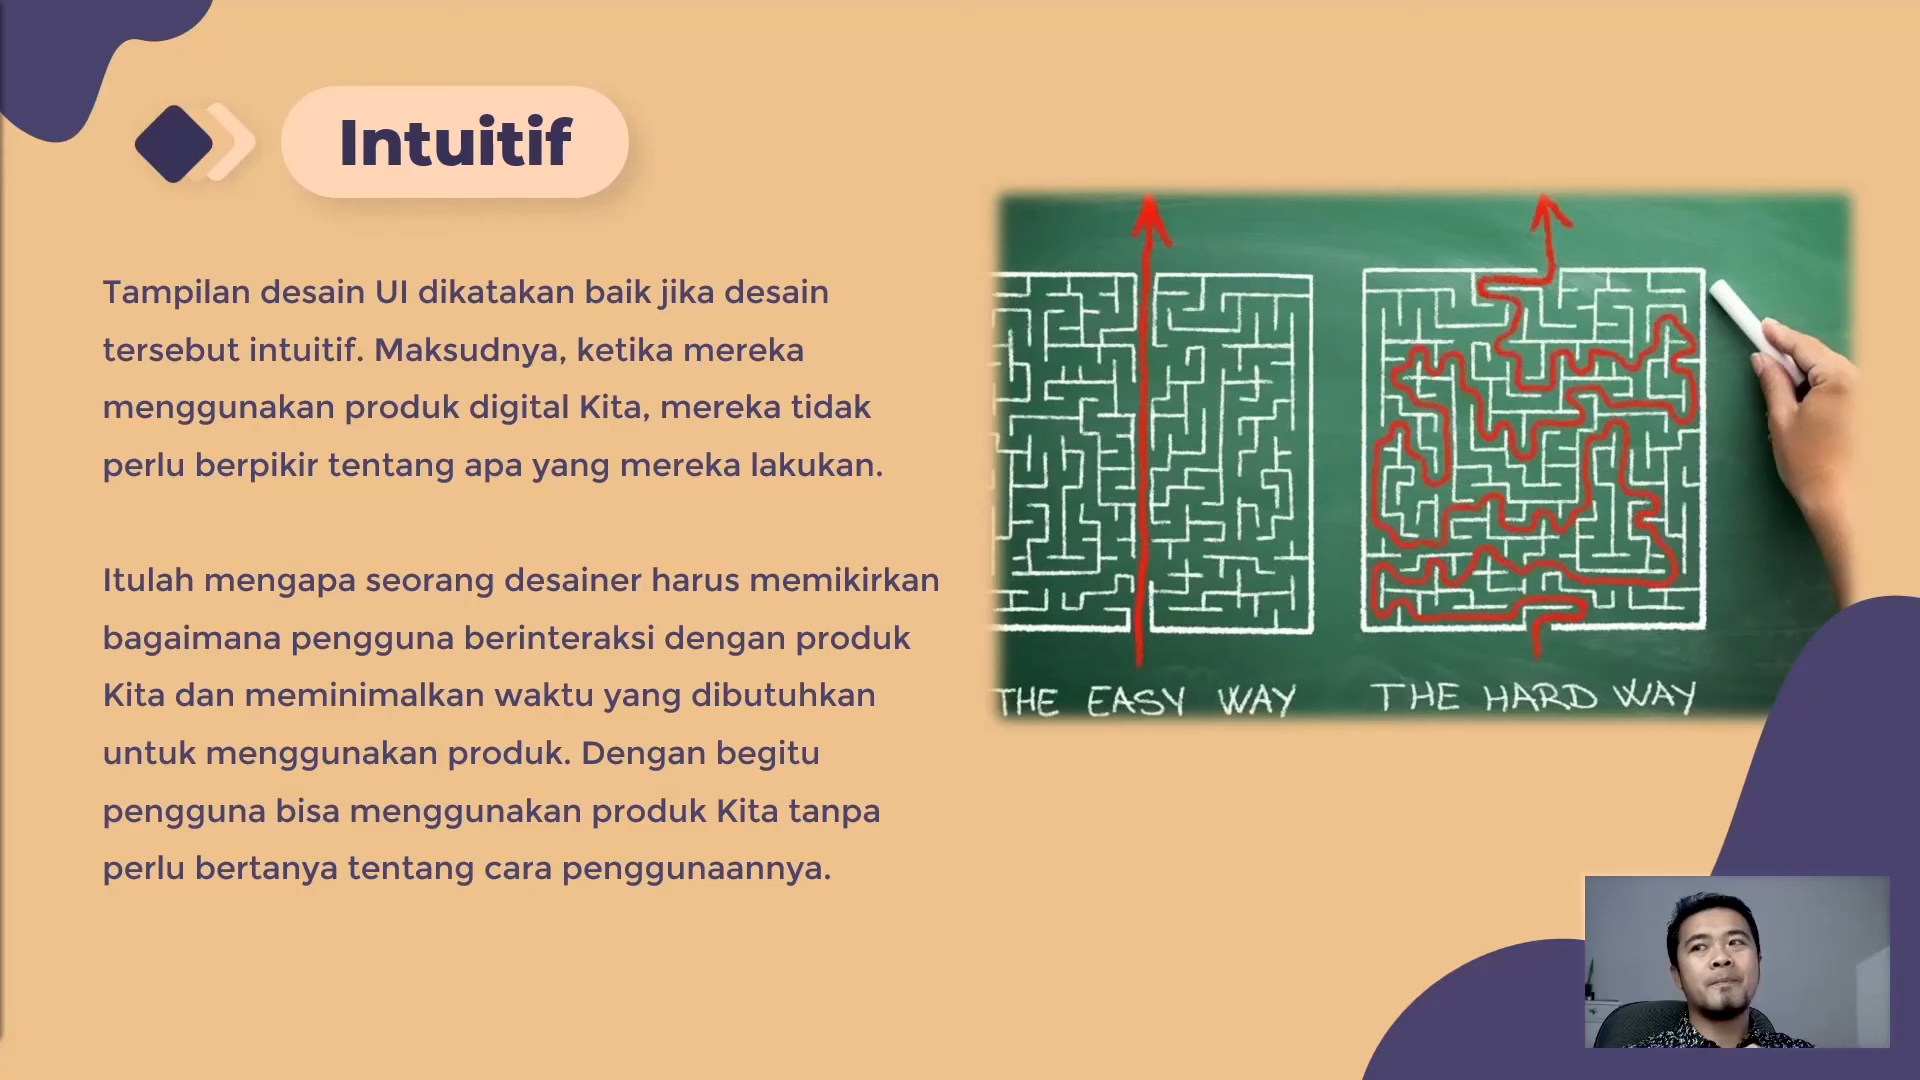 Intuitif
Tampilan desain UI dikatakan baik jika desain
tersebut intuitif. Maksudnya, ketika mereka
menggunakan produk digital Kita, mereka tidak
perlu berpikir tentang apa yang mereka lakukan.
Itulah mengapa seorang desainer harus memikirkan
bagaimana pengguna berinteraksi dengan produk
Kita dan meminimalkan waktu yang dibutuhkan
untuk menggunakan produk. Dengan begitu
pengguna bisa menggunakan produk Kita tanpa
perlu bertanya tentang cara penggunaannya.
THE EASY WAY
THE HARD WAY